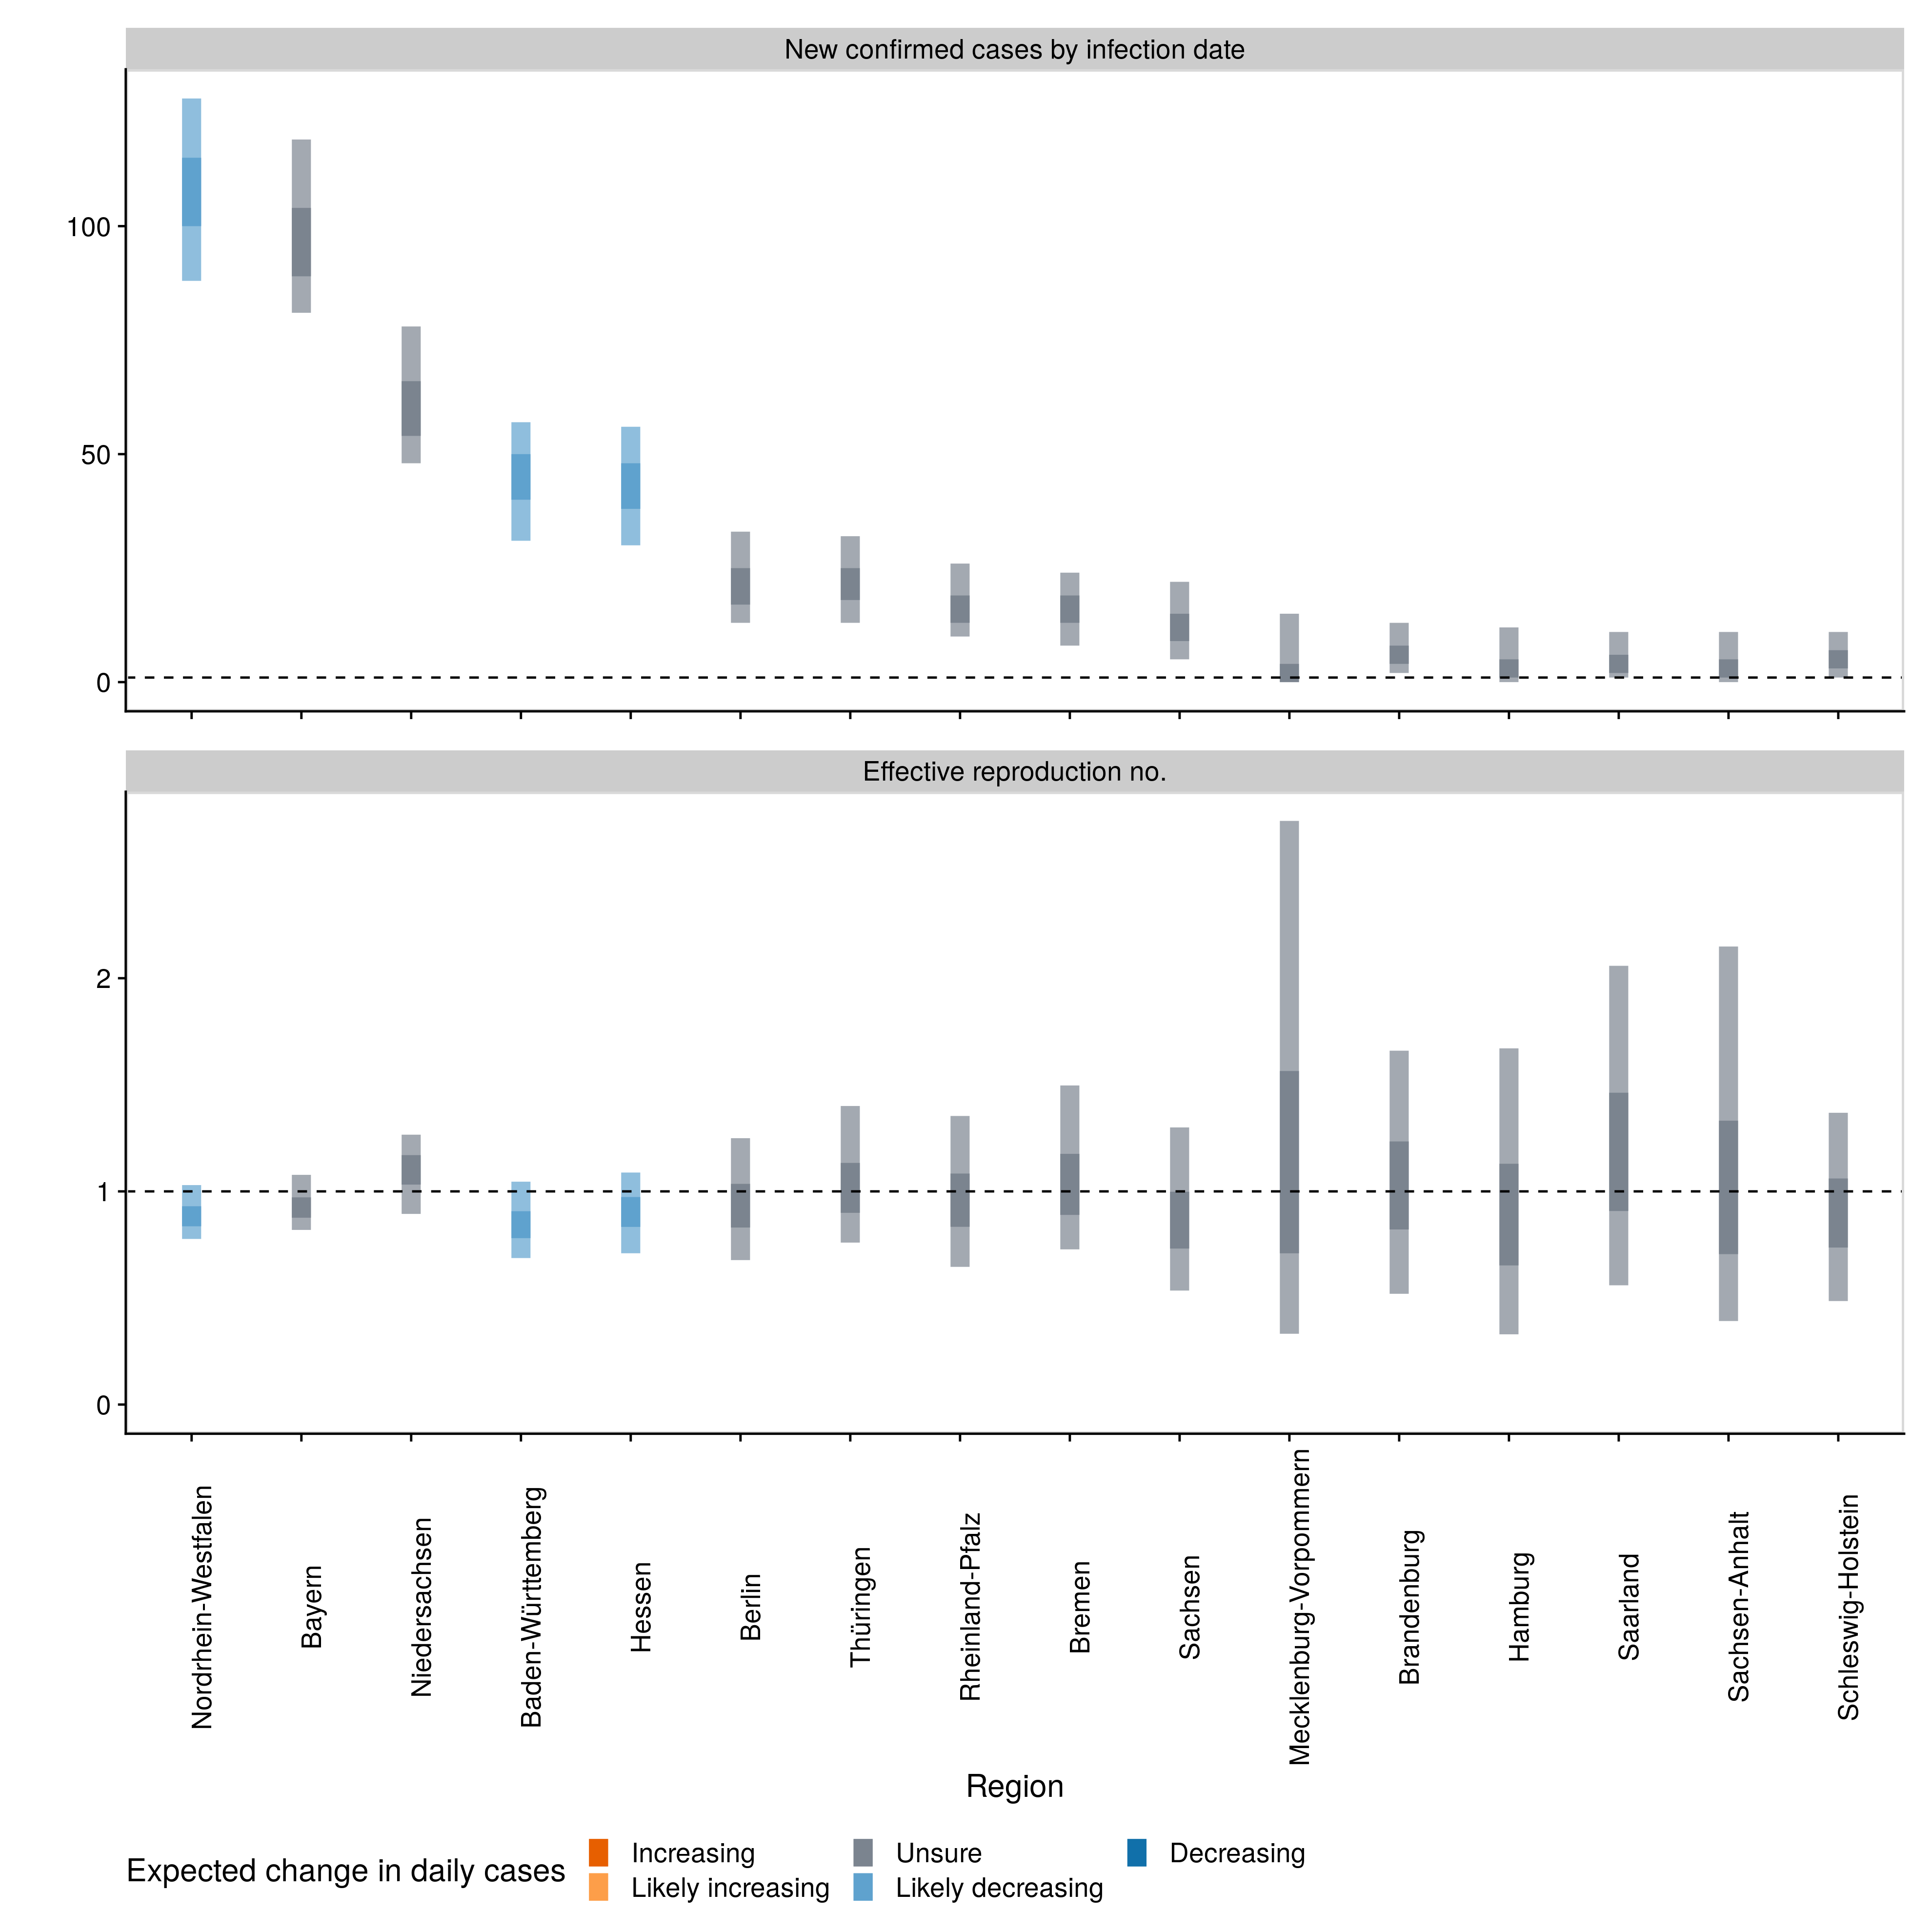 New confirmed cases by infection date
100
50
0
Effective reproduction no.
2
1
0
Nordrhein-Westfalen
Bayern
Niedersachsen
Baden-Württemberg
Hessen
Berlin
Thüringen
Rheinland-Pfalz
Bremen
Sachsen
Mecklenburg-Vorpommern
Brandenburg
Hamburg
Saarland
Sachsen-Anhalt
Schleswig-Holstein
Region
Expected change in daily cases
Increasing
Likely increasing
Unsure
Likely decreasing
Decreasing